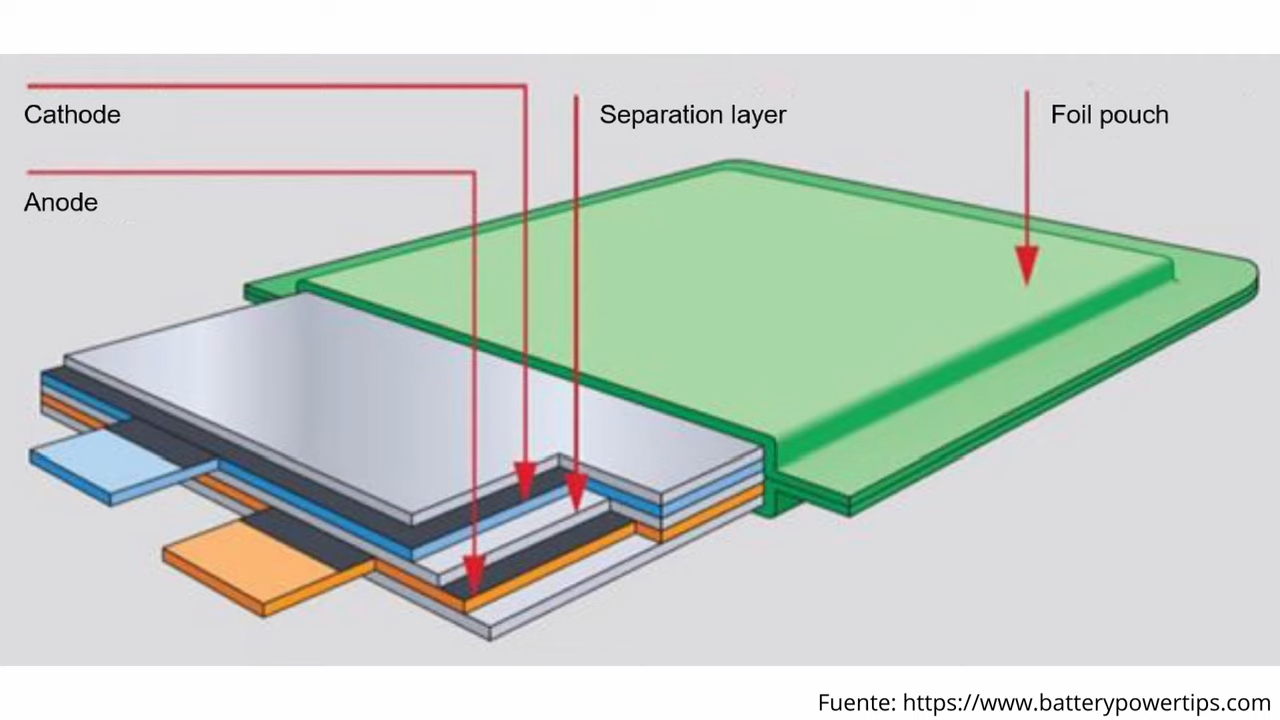 Cathode
Separation layer
Foil pouch
Anode
Fuente: https://www.batterypowertips.com